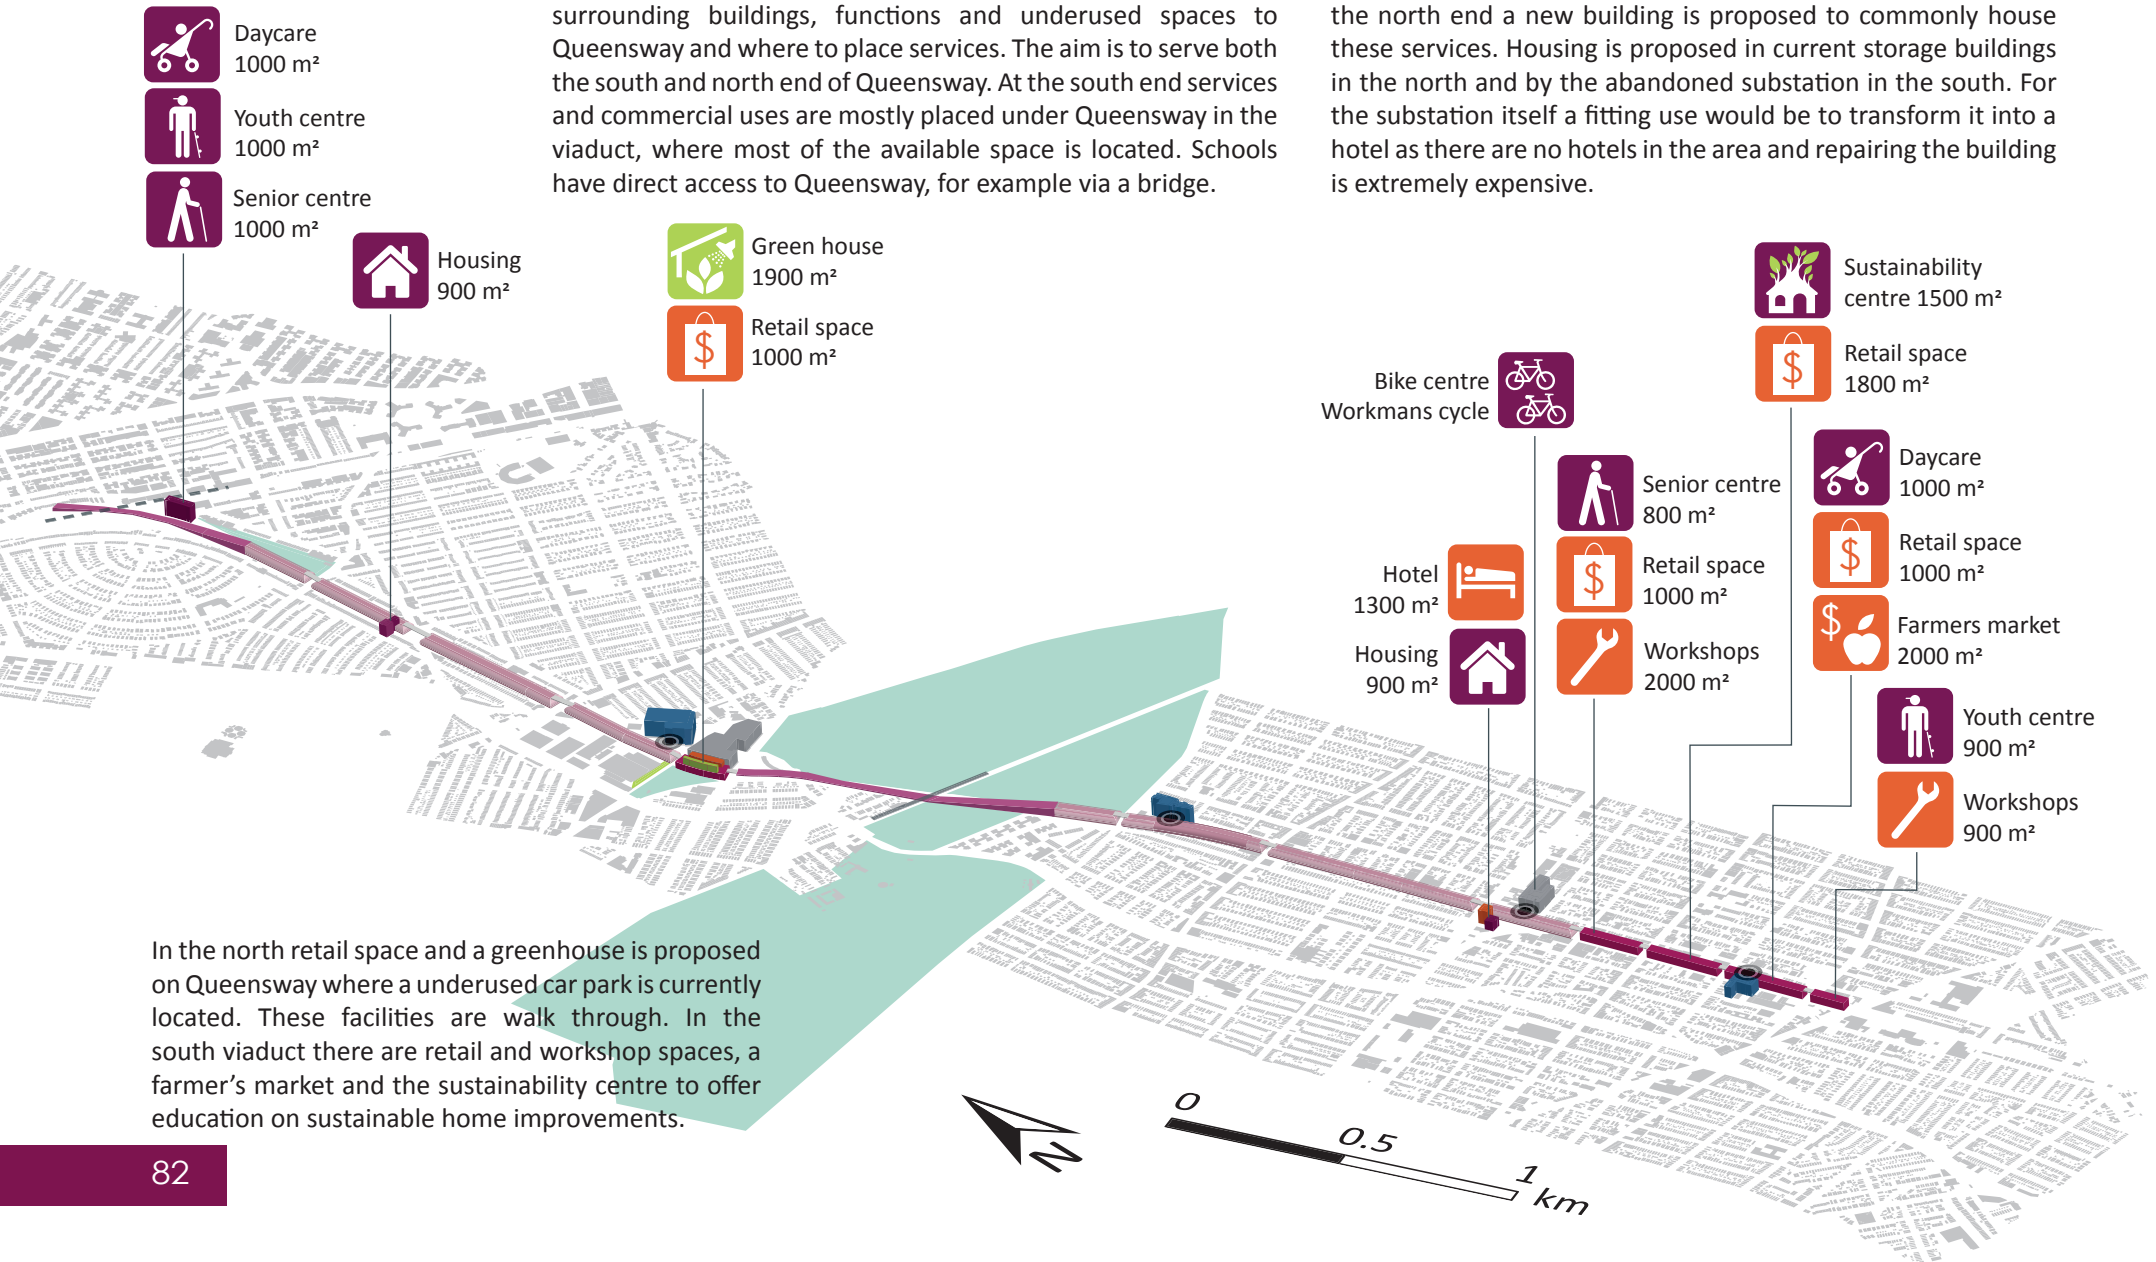 surrounding buildings, functions and underused spaces to
Queensway and where to place services. The aim is to serve both
the south and north end of Queensway. At the south end services
and commercial uses are mostly placed under Queensway in the
viaduct, where most of the available space is located. Schools
have direct access to Queensway, for example via a bridge.
the north end a new building is proposed to commonly house
these services. Housing is proposed in current storage buildings
in the north and by the abandoned substation in the south. For
the substation itself a fitting use would be to transform it into a
hotel as there are no hotels in the area and repairing the building
is extremely expensive.
Daycare
1000 m²
Youth centre
1000 m²
Senior centre
1000 m²
Housing
900 m²
Green house
1900 m²
$
Retail space
1000 m²
Bike centre
Workmans cycle
Hotel
1300 m²
Housing
900 m²
Senior centre
800 m²
$
Retail space
1000 m²
Workshops
2000 m²
Sustainability
centre 1500 m²
$
Retail space
1800 m²
Daycare
1000 m²
$
Retail space
1000 m²
$
Farmers market
2000 m²
Youth centre
900 m²
Workshops
900 m²
In the north retail space and a greenhouse is proposed
on Queensway where a underused car park is currently
located. These facilities are walk through. In the
south viaduct there are retail and workshop spaces, a
farmer's market and the sustainability centre to offer
education on sustainable home improvements.
N
0
0.5
1
km
82